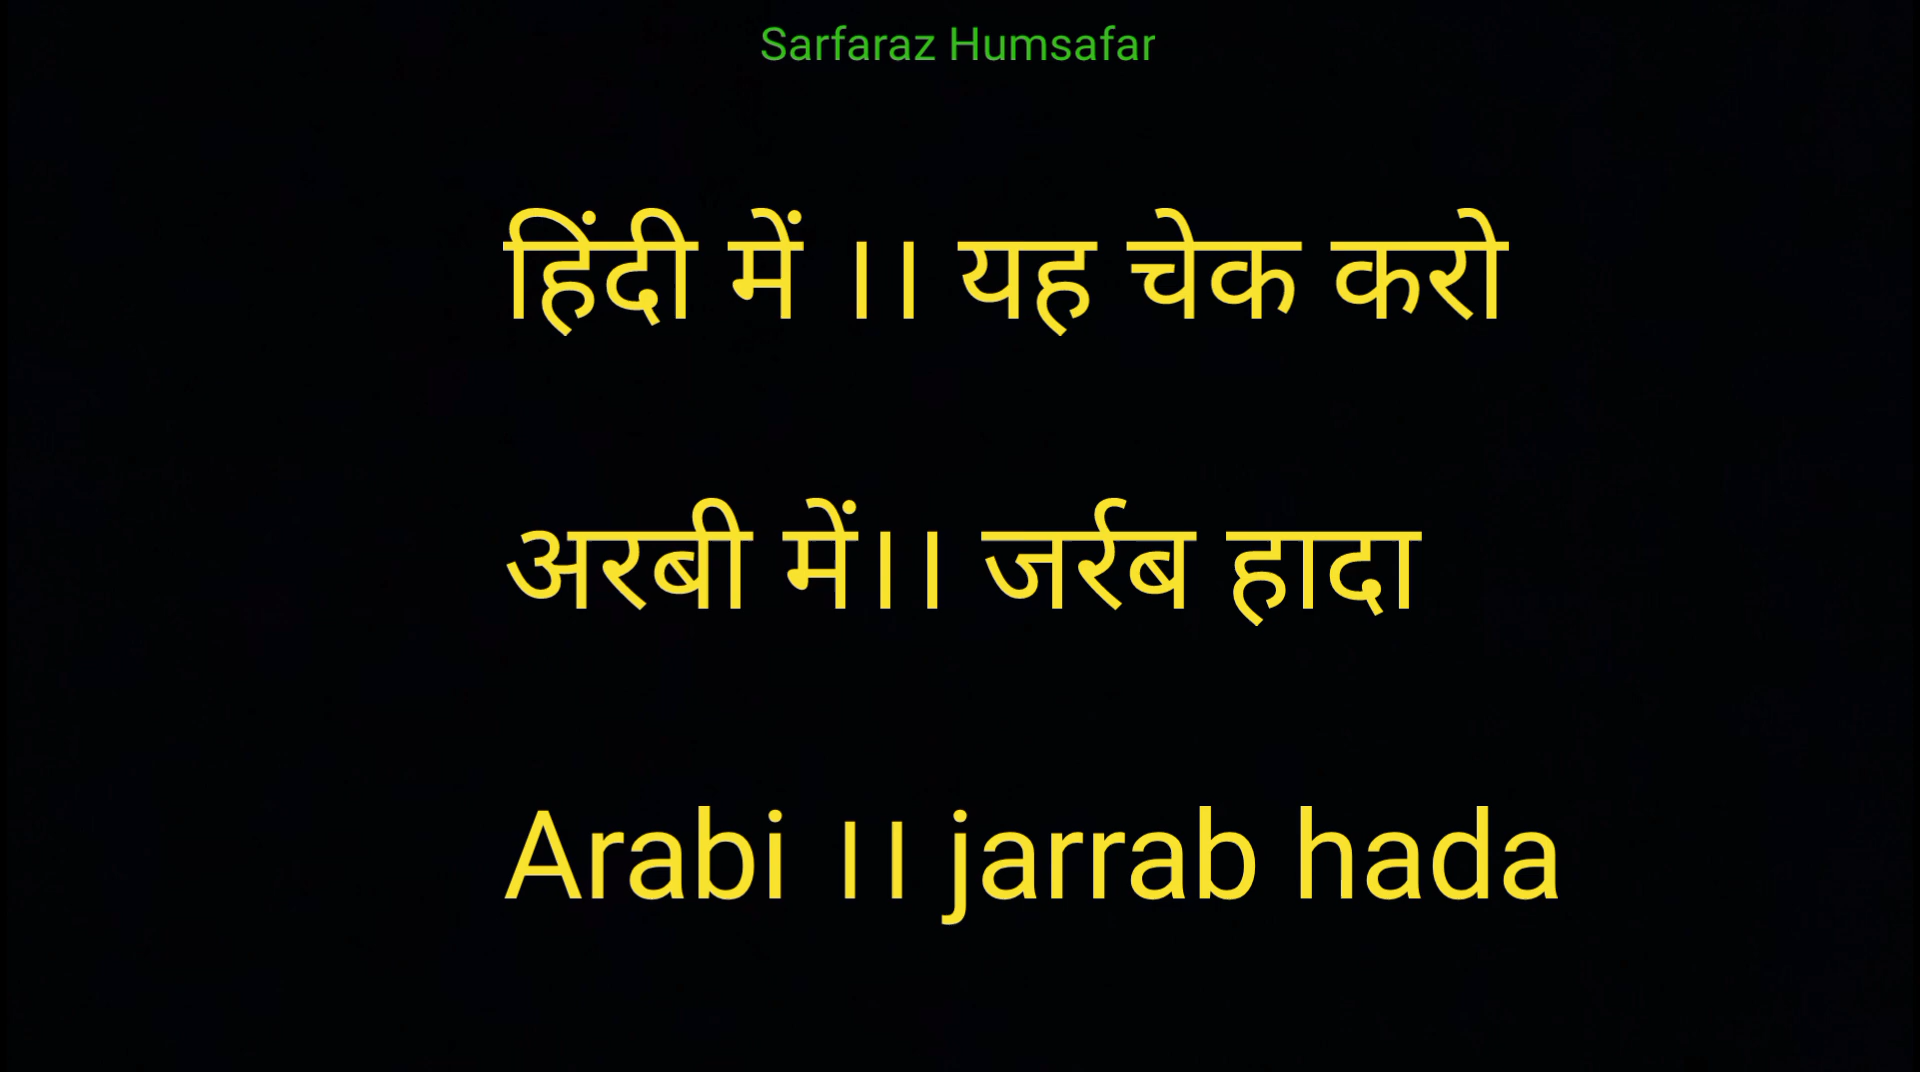 Sarfaraz Humsafar
हिंदी में ।। यह चेक करो
अरबी में।। जर्रब हादा
Arabi ।। jarrab hada